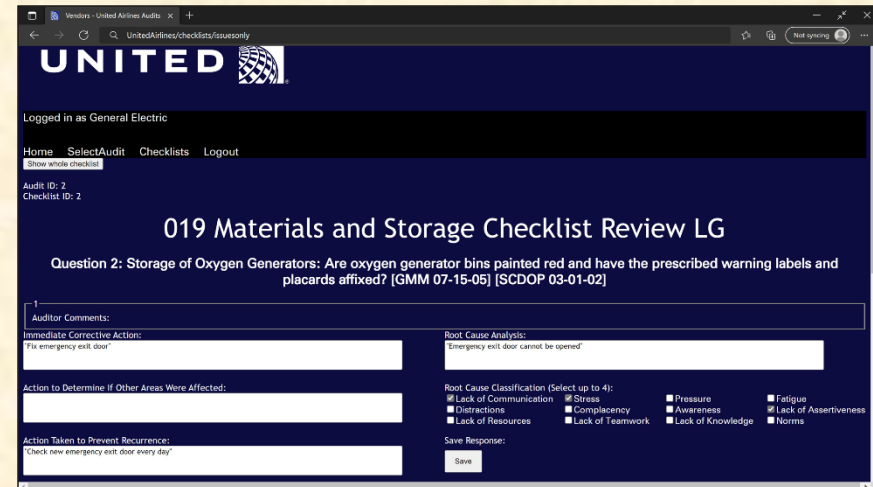 Vendors - United Airlines Audits
UnitedAirlines/checklists/issuesonly
Not syncing
UNITED
Logged in as General Electric
Home SelectAudit Checklists Logout
Show whole checklist
Audit ID: 2
Checklist ID: 2
019 Materials and Storage Checklist Review LG
Question 2: Storage of Oxygen Generators: Are oxygen generator bins painted red and have the prescribed warning labels and
placards affixed? [GMM 07-15-05] [SCDOP 03-01-02]
1
Auditor Comments:
Immediate Corrective Action:
"Fix emergency exit door"
Root Cause Analysis:
"Emergency exit door cannot be opened"
Action to Determine If Other Areas Were Affected:
Root Cause Classification (Select up to 4):
Lack of Communication Stress Pressure Fatigue
Distractions Complacency Awareness Lack of Assertiveness
Lack of Resources Lack of Teamwork Lack of Knowledge Norms
Action Taken to Prevent Recurrence:
"Check new emergency exit door every day"
Save Response:
Save